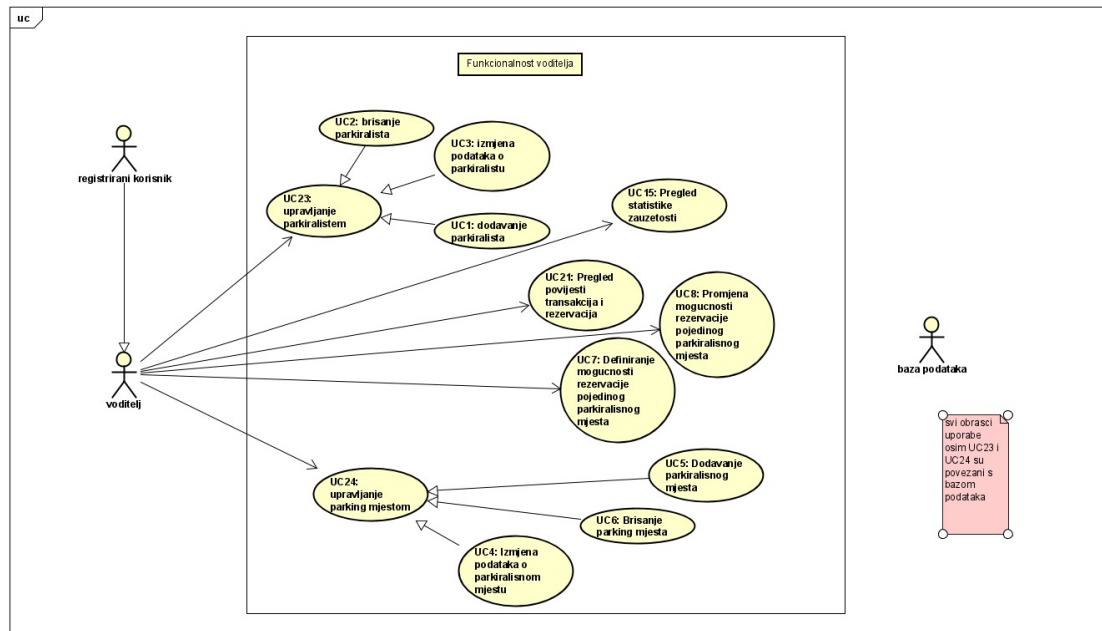 uc
Funkcionalnost voditelja
UC2: brisanje
parkiralista
UC3: izmjena
podataka o
parkiralistu
registrirani korisnik
UC23:
upravljanje
parkiralistem
UC1: dodavanje
parkiralista
UC15: Pregled
statistike
zauzetosti
UC21: Pregled
povijesti
transakcija i
rezervacija
UC8: Promjena
mogucnosti
rezervacije
pojedinog
parkiralisnog
mjesta
UC7: Definiranje
mogucnosti
rezervacije
pojedinog
parkiralisnog
mjesta
voditelj
baza podataka
svi obrasci
uporabe
osim UC23 i
UC24 su
povezani s
bazom
podataka
UC24:
upravljanje
parking mjestom
UC5: Dodavanje
parkiralisnog
mjesta
UC6: Brisanje
parking mjesta
UC4: Izmjena
podataka o
parkiralisnom
mjestu